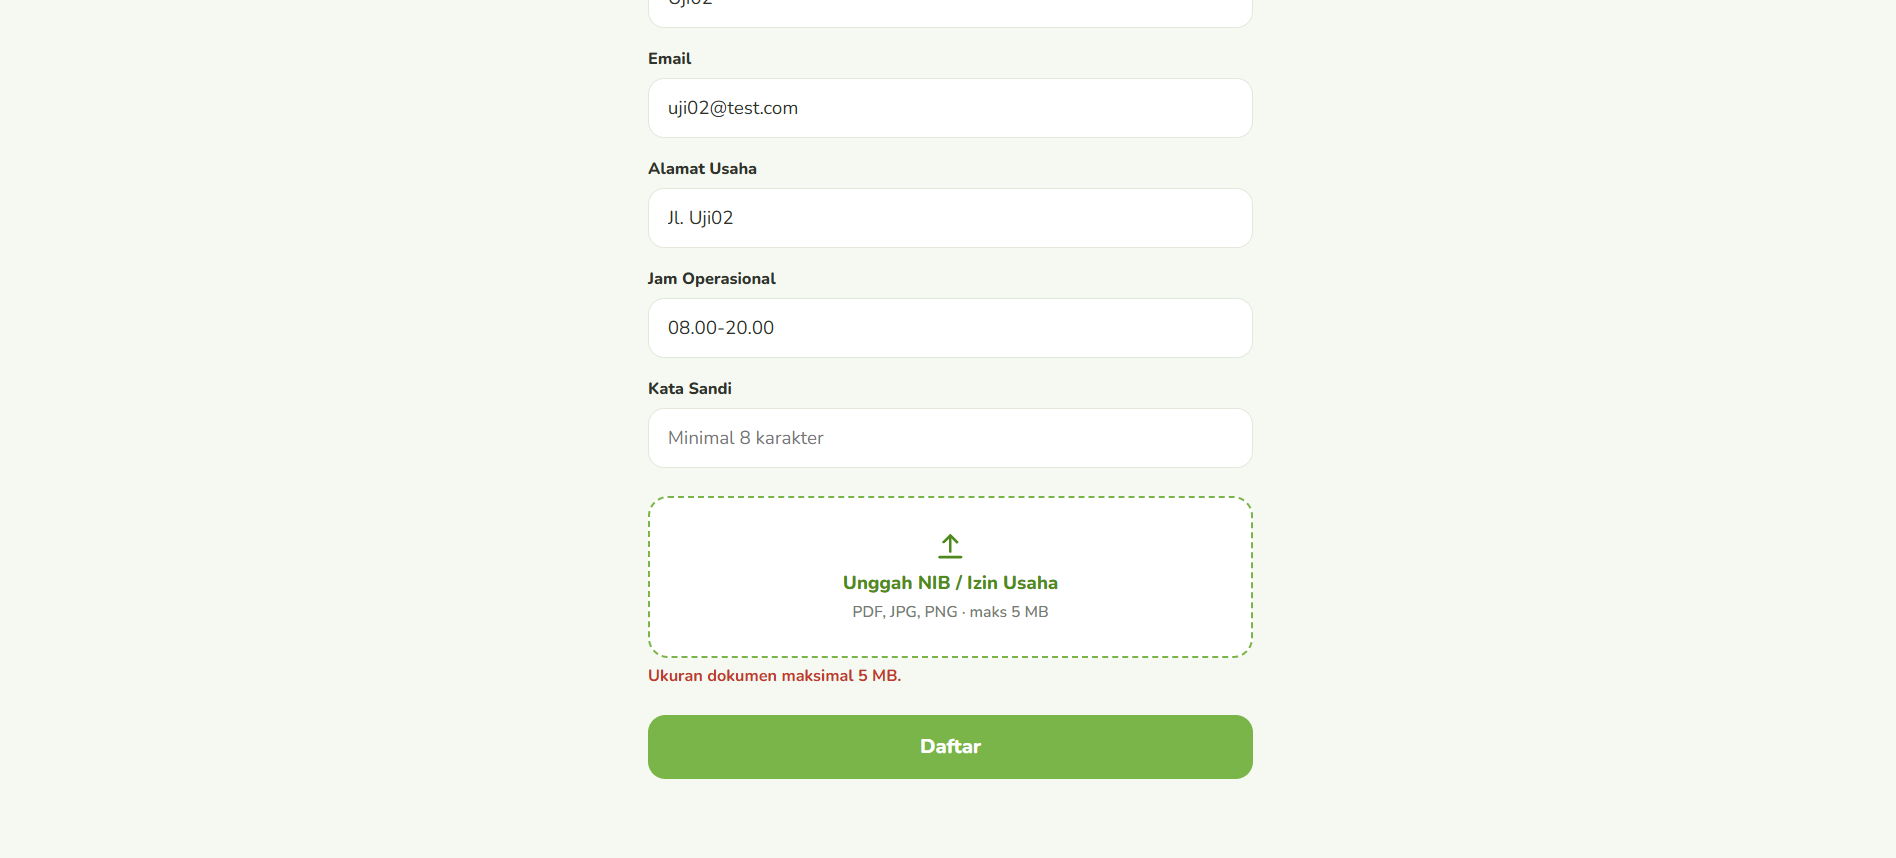 Uji02
Email
uji02@test.com
Alamat Usaha
Jl. Uji02
Jam Operasional
08.00-20.00
Kata Sandi
Minimal 8 karakter
Unggah NIB / Izin Usaha
PDF, JPG, PNG · maks 5 MB
Ukuran dokumen maksimal 5 MB.
Daftar